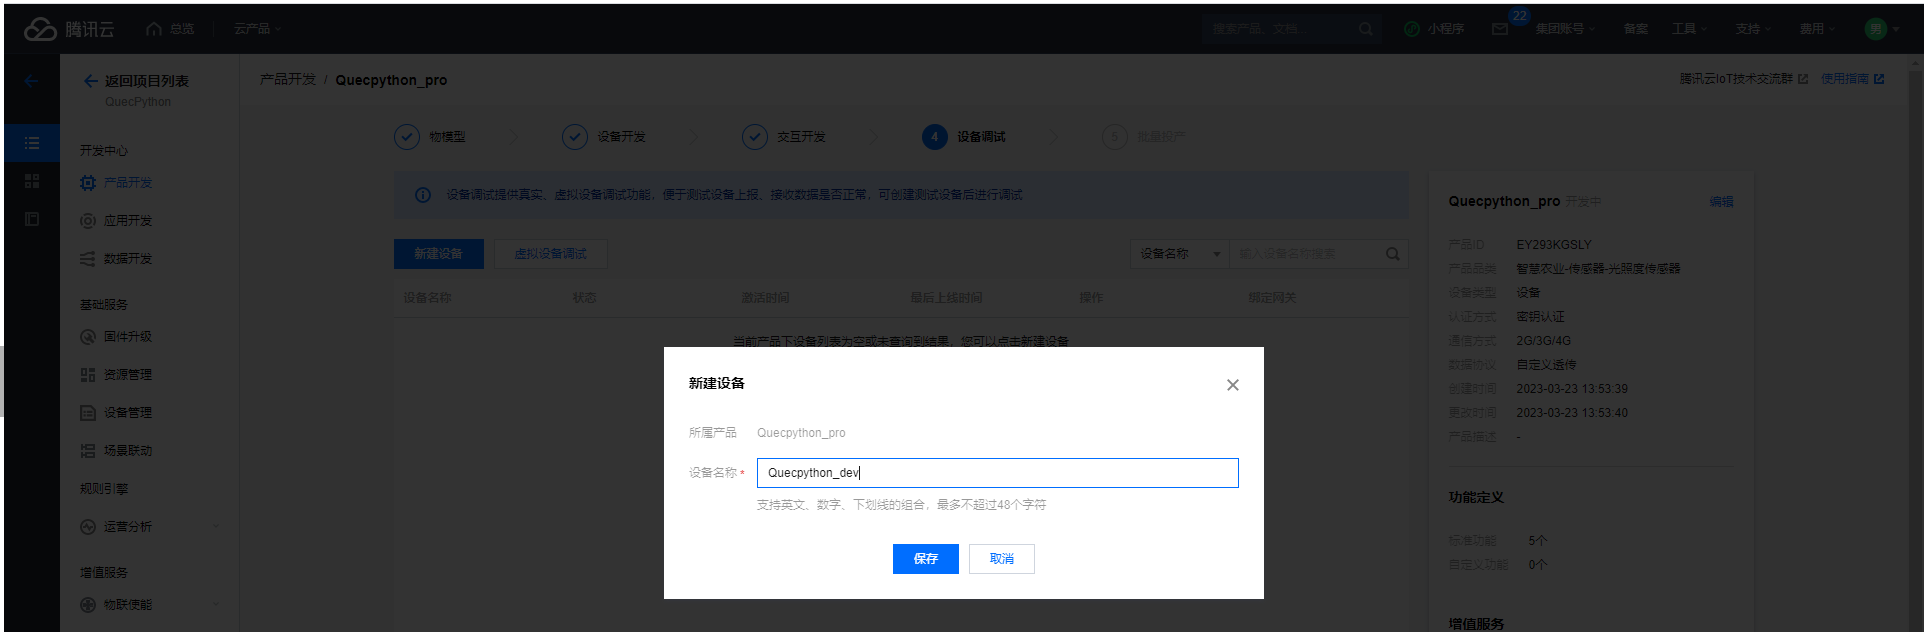 腾讯云
总览
云产品
搜索产品、文档...
小程序
22
集团账号
备案
工具
支持
费用
男
返回项目列表
QuecPython
产品开发 / Quecpython_pro
腾讯云IoT技术交流群
使用指南
开发中心
产品开发
应用开发
数据开发
基础服务
固件升级
资源管理
设备管理
场景联动
规则引擎
运营分析
增值服务
物联使能
物模型
设备开发
交互开发
4 设备调试
5 批量投产
设备调试提供真实、虚拟设备调试功能，便于测试设备上报、接收数据是否正常，可创建测试设备后进行调试
新建设备
虚拟设备调试
设备名称
输入设备名称搜索
设备名称 状态 激活时间 最后上线时间 操作 绑定网关
当前产品下设备列表为空或未查询到结果，您可以点击新建设备
新建设备
所属产品 Quecpython_pro
设备名称 * Quecpython_dev
支持英文、数字、下划线的组合，最多不超过48个字符
保存
取消
Quecpython_pro 开发中
编辑
产品ID EY293KGSLY
产品品类 智慧农业-传感器-光照度传感器
设备类型 设备
认证方式 密钥认证
通信方式 2G/3G/4G
数据协议 自定义透传
创建时间 2023-03-23 13:53:39
更改时间 2023-03-23 13:53:40
产品描述 -
功能定义
标准功能 5个
自定义功能 0个
增值服务